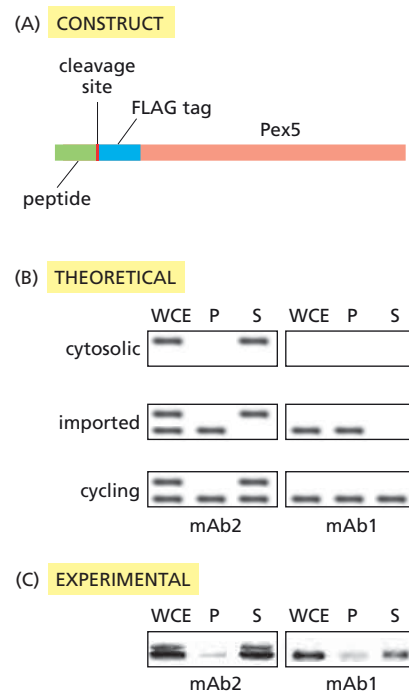 (A) CONSTRUCT
cleavage
site
FLAG tag
Pex5
peptide
(B) THEORETICAL
WCE P S WCE P S
cytosolic
imported
cycling
mAb2 mAb1
(C) EXPERIMENTAL
WCE P S WCE P S
mAb2 mAb1